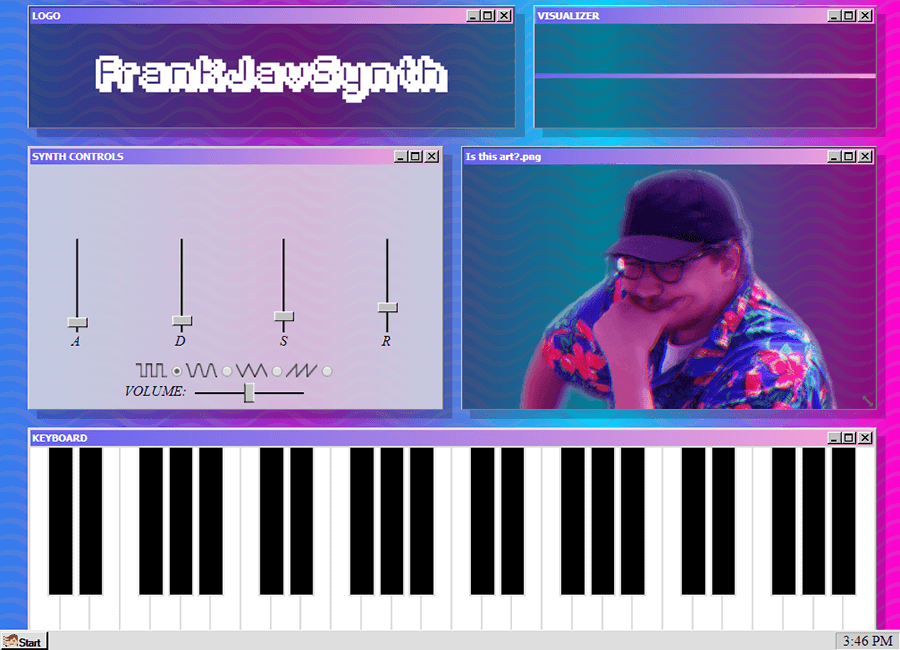 LOGO
FrankJavSynth
VISUALIZER
SYNTH CONTROLS
A D S R
VOLUME:
Is this art?.png
KEYBOARD
Start
3:46 PM